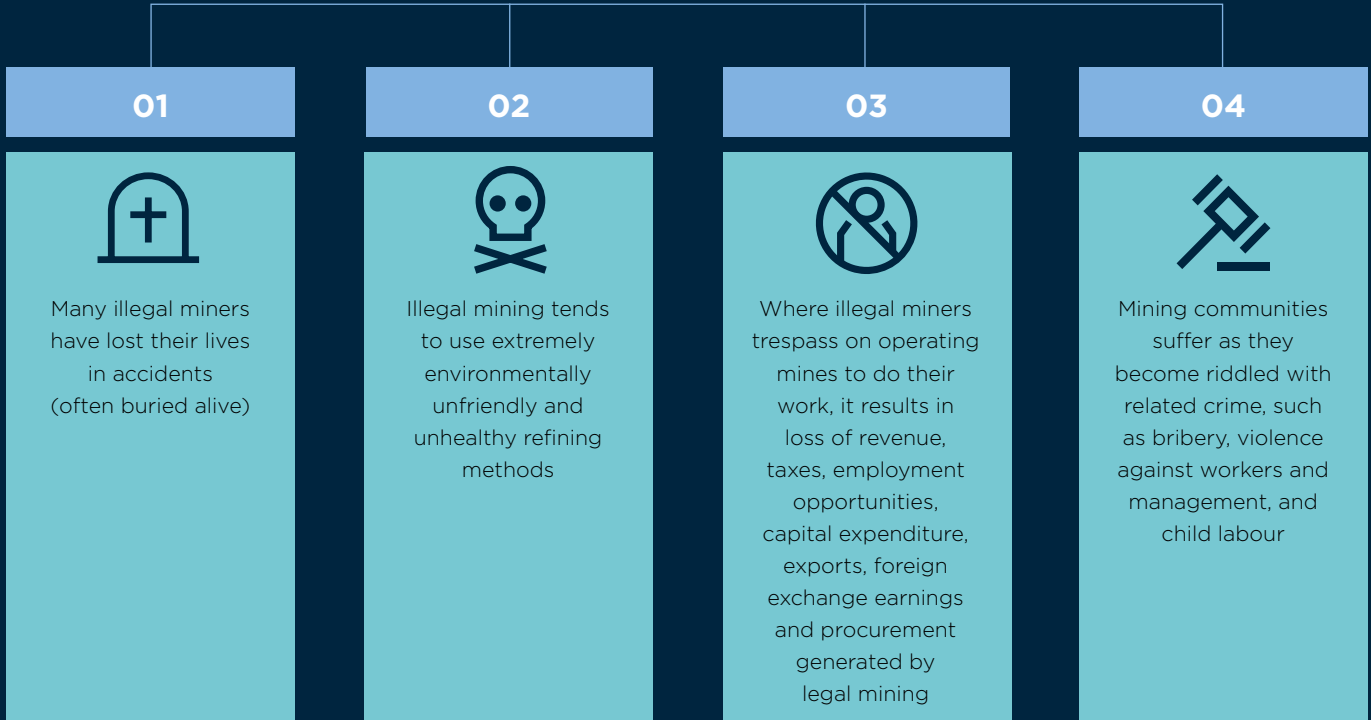 01
Many illegal miners
have lost their lives
in accidents
(often buried alive)
02
Illegal mining tends
to use extremely
environmentally
unfriendly and
unhealthy refining
methods
03
Where illegal miners
trespass on operating
mines to do their
work, it results in
loss of revenue,
taxes, employment
opportunities,
capital expenditure,
exports, foreign
exchange earnings
and procurement
generated by
legal mining
04
Mining communities
suffer as they
become riddled with
related crime, such
as bribery, violence
against workers and
management, and
child labour